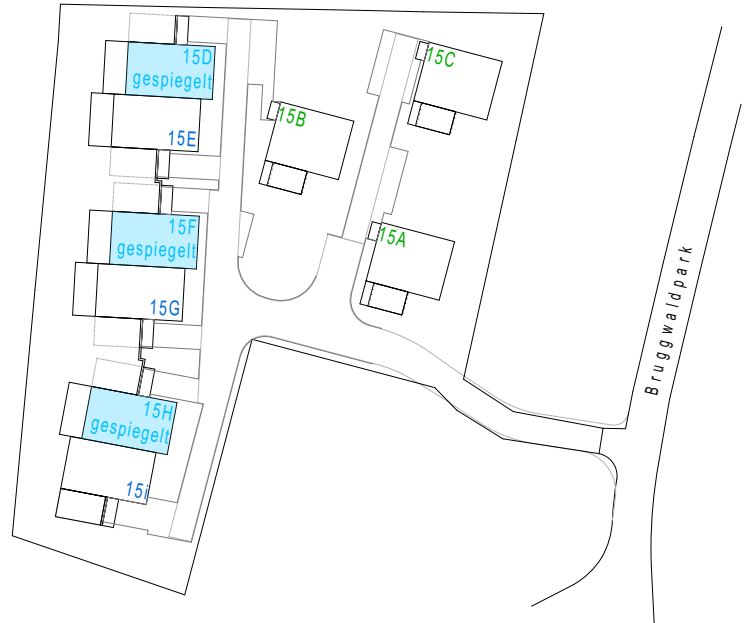 15D
gespiegelt
15E
15B
15C
15F
gespiegelt
15G
15A
15H
gespiegelt
15i
Bruggwaldpark